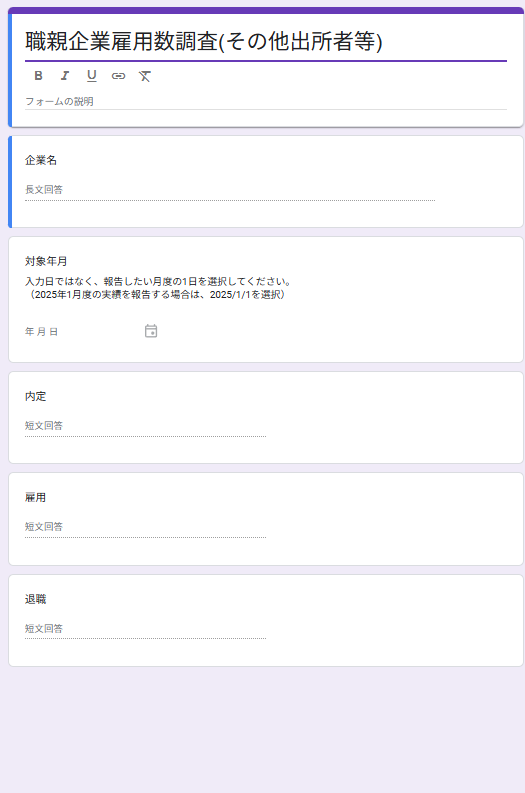 職親企業雇用数調査(その他出所者等)
B I U
フォームの説明
企業名
長文回答
対象年月
入力日ではなく、報告したい月度の1日を選択してください。
（2025年1月度の実績を報告する場合は、2025/1/1を選択）
年 月 日
内定
短文回答
雇用
短文回答
退職
短文回答